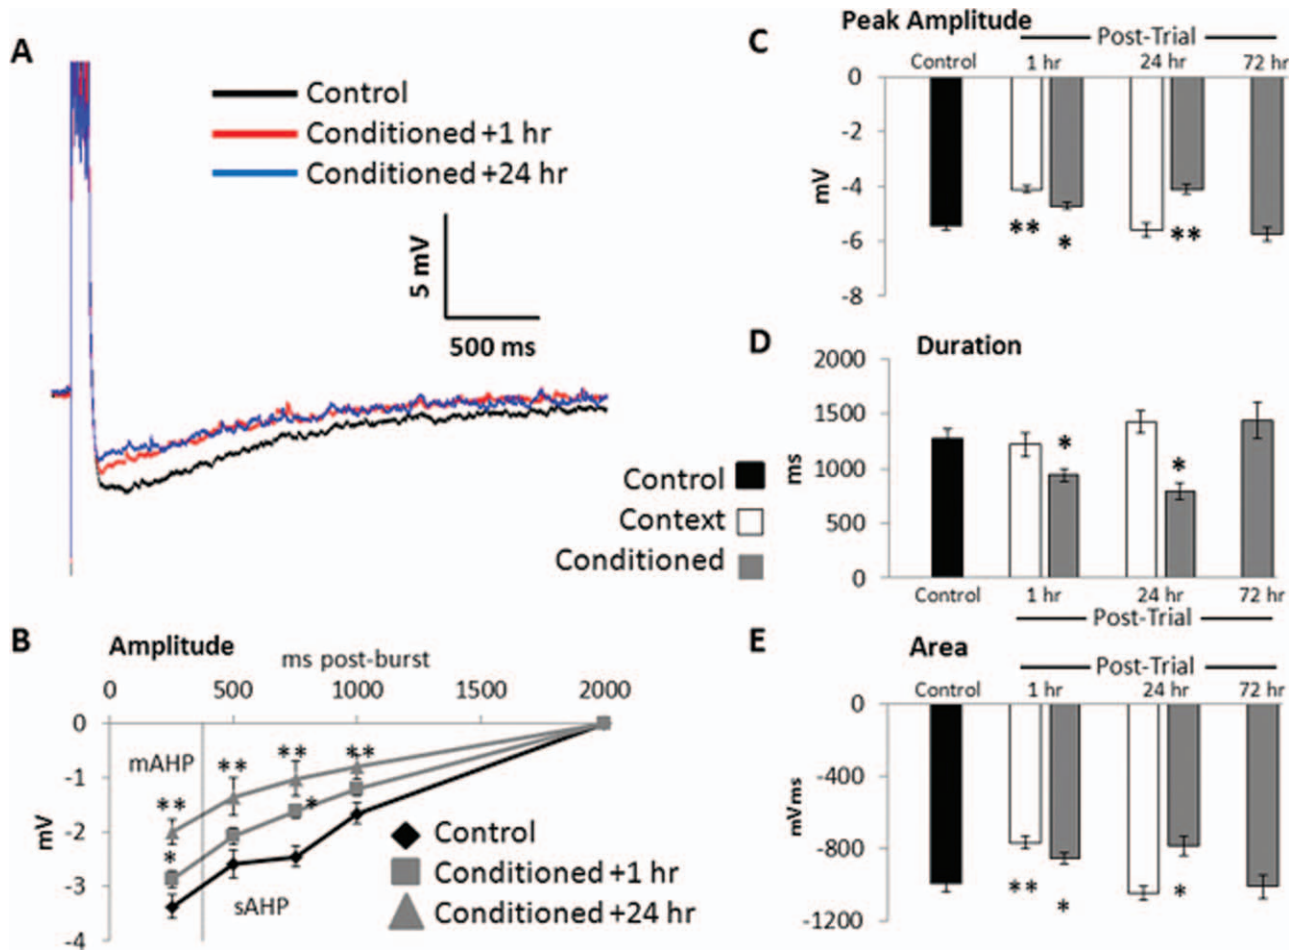 A
Control
Conditioned +1 hr
Conditioned +24 hr
5 mV
500 ms
Control
Context
Conditioned
B
Amplitude
ms post-burst
0 500 1000 1500 2000
0
-1
-2
-3
-4
mV
mAHP
sAHP
** ** ** **
* *
Control
Conditioned +1 hr
Conditioned +24 hr
C
Peak Amplitude
Post-Trial
Control 1 hr 24 hr 72 hr
0
-2
-4
-6
-8
mV
** * **
D
Duration
2000
1500
1000
500
0
ms
* *
Control 1 hr 24 hr 72 hr
Post-Trial
E
Area
Post-Trial
Control 1 hr 24 hr 72 hr
0
-400
-800
-1200
mVms
** * *